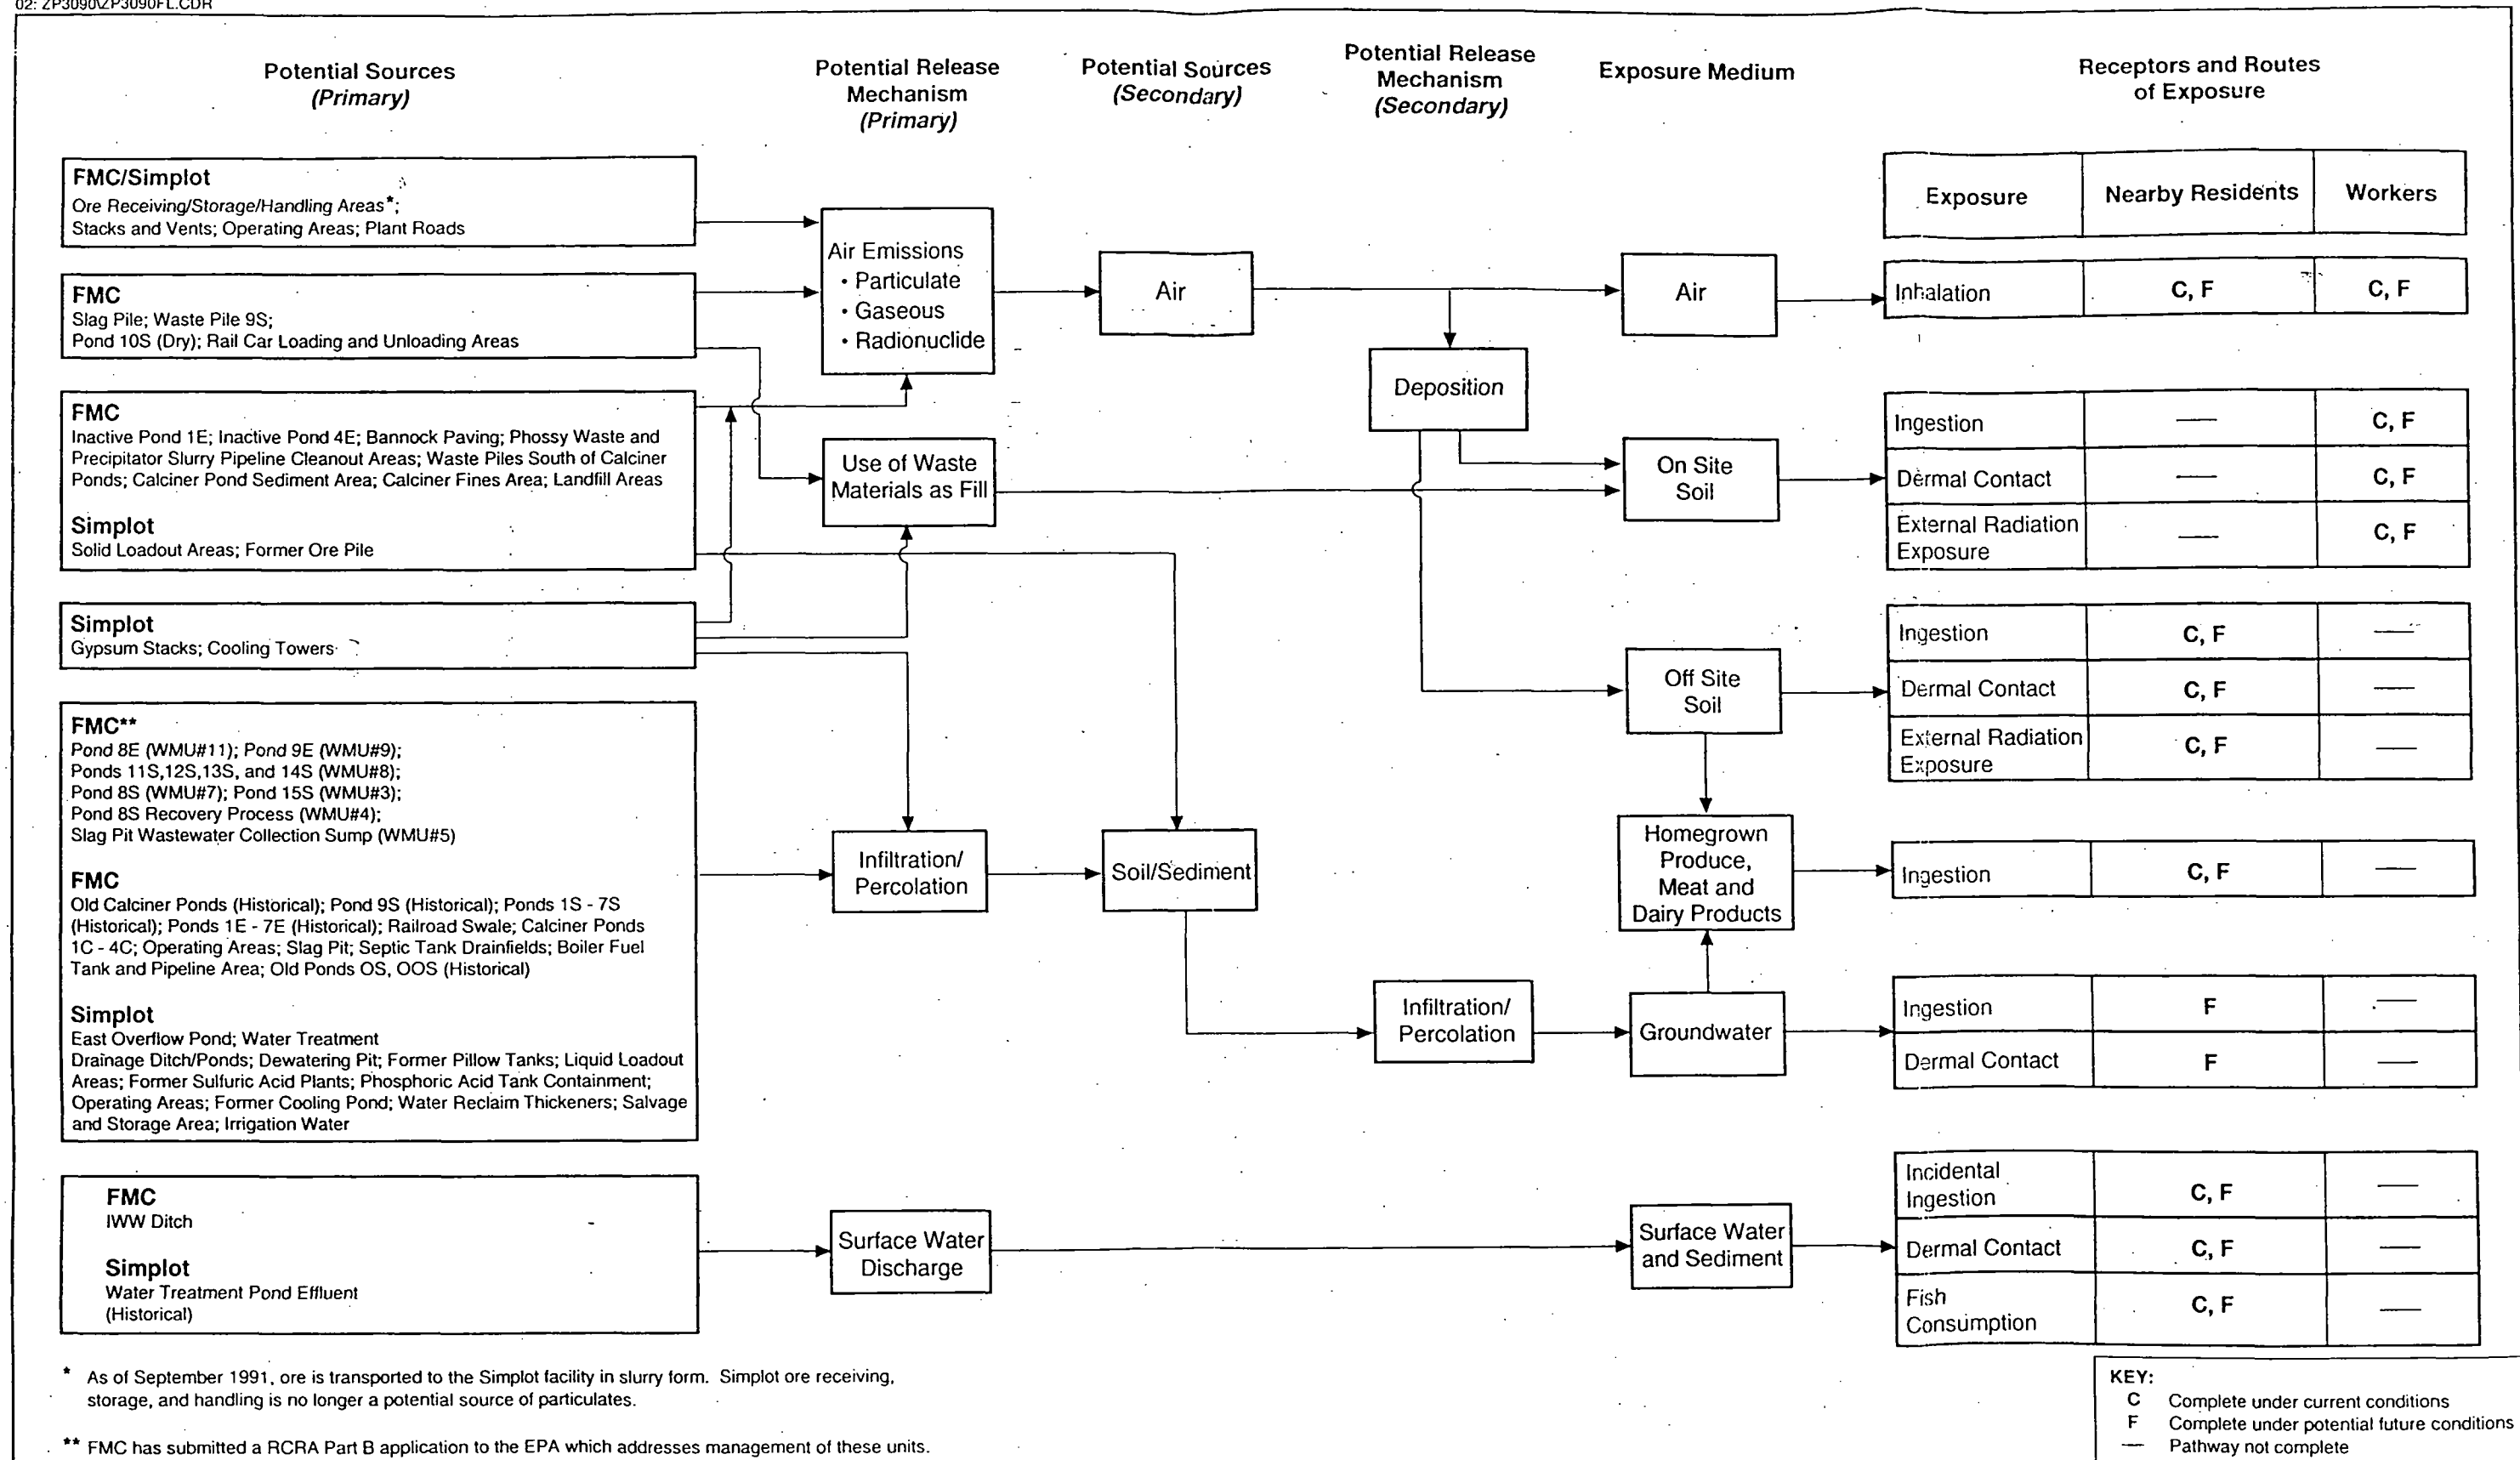 02: ZP3090\ZP3090FL.CDR
Potential Sources
(Primary)
Potential Release
Mechanism
(Primary)
Potential Sources
(Secondary)
Potential Release
Mechanism
(Secondary)
Exposure Medium
Receptors and Routes
of Exposure
FMC/Simplot
Ore Receiving/Storage/Handling Areas*;
Stacks and Vents; Operating Areas; Plant Roads
FMC
Slag Pile; Waste Pile 9S;
Pond 10S (Dry); Rail Car Loading and Unloading Areas
FMC
Inactive Pond 1E; Inactive Pond 4E; Bannock Paving; Phossy Waste and
Precipitator Slurry Pipeline Cleanout Areas; Waste Piles South of Calciner
Ponds; Calciner Pond Sediment Area; Calciner Fines Area; Landfill Areas
Simplot
Solid Loadout Areas; Former Ore Pile
Simplot
Gypsum Stacks; Cooling Towers
FMC**
Pond 8E (WMU#11); Pond 9E (WMU#9);
Ponds 11S,12S,13S, and 14S (WMU#8);
Pond 8S (WMU#7); Pond 15S (WMU#3);
Pond 8S Recovery Process (WMU#4);
Slag Pit Wastewater Collection Sump (WMU#5)
FMC
Old Calciner Ponds (Historical); Pond 9S (Historical); Ponds 1S - 7S
(Historical); Ponds 1E - 7E (Historical); Railroad Swale; Calciner Ponds
1C - 4C; Operating Areas; Slag Pit; Septic Tank Drainfields; Boiler Fuel
Tank and Pipeline Area; Old Ponds OS, OOS (Historical)
Simplot
East Overflow Pond; Water Treatment
Drainage Ditch/Ponds; Dewatering Pit; Former Pillow Tanks; Liquid Loadout
Areas; Former Sulfuric Acid Plants; Phosphoric Acid Tank Containment;
Operating Areas; Former Cooling Pond; Water Reclaim Thickeners; Salvage
and Storage Area; Irrigation Water
FMC
IWW Ditch
Simplot
Water Treatment Pond Effluent
(Historical)
Air Emissions
• Particulate
• Gaseous
• Radionuclide
Use of Waste
Materials as Fill
Infiltration/
Percolation
Surface Water
Discharge
Air
Soil/Sediment
Deposition
Infiltration/
Percolation
Air
On Site
Soil
Off Site
Soil
Homegrown
Produce,
Meat and
Dairy Products
Groundwater
Surface Water
and Sediment
Exposure Nearby Residents Workers
Inhalation C, F C, F
Ingestion — C, F
Dermal Contact — C, F
External Radiation
Exposure — C, F
Ingestion C, F —
Dermal Contact C, F —
External Radiation
Exposure C, F —
Ingestion C, F —
Ingestion F —
Dermal Contact F —
Incidental
Ingestion C, F —
Dermal Contact C, F —
Fish
Consumption C, F —
* As of September 1991, ore is transported to the Simplot facility in slurry form. Simplot ore receiving,
storage, and handling is no longer a potential source of particulates.
** FMC has submitted a RCRA Part B application to the EPA which addresses management of these units.
KEY:
C Complete under current conditions
F Complete under potential future conditions
— Pathway not complete